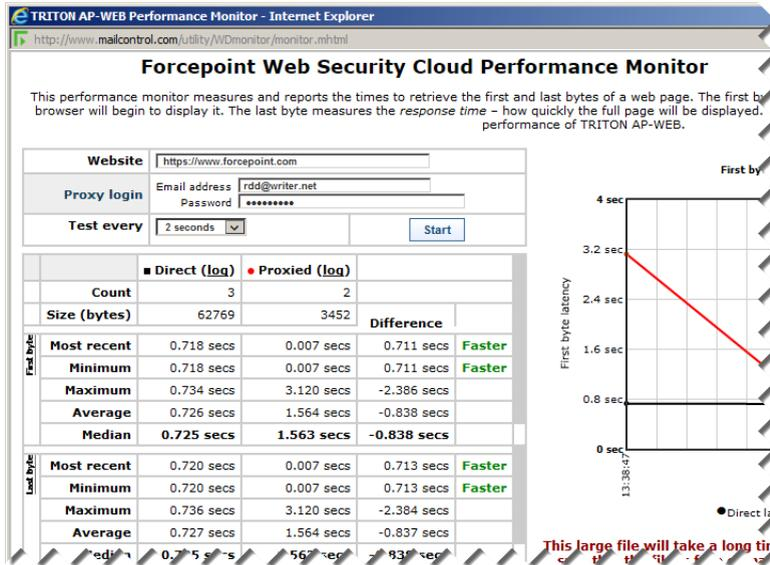 TRITON AP-WEB Performance Monitor - Internet Explorer
http://www.mailcontrol.com/utility/WDmonitor/monitor.mhtml
Forcepoint Web Security Cloud Performance Monitor
This performance monitor measures and reports the times to retrieve the first and last bytes of a web page. The first
browser will begin to display it. The last byte measures the response time – how quickly the full page will be displayed.
performance of TRITON AP-WEB.
Website https://www.forcepoint.com
Proxy login Email address rdd@writer.net
Password •••••••••
Test every 2 seconds Start
Direct (log) Proxied (log)
Count 3 2
Size (bytes) 62769 3452 Difference
First byte
Most recent 0.718 secs 0.007 secs 0.711 secs Faster
Minimum 0.718 secs 0.007 secs 0.711 secs Faster
Maximum 0.734 secs 3.120 secs -2.386 secs
Average 0.726 secs 1.564 secs -0.838 secs
Median 0.725 secs 1.563 secs -0.838 secs
Last byte
Most recent 0.720 secs 0.007 secs 0.713 secs Faster
Minimum 0.720 secs 0.007 secs 0.713 secs Faster
Maximum 0.736 secs 3.120 secs -2.384 secs
Average 0.727 secs 1.564 secs -0.837 secs
First by
4 sec
3.2 sec
2.4 sec
1.6 sec
0.8 sec
0 sec
First byte latency
13:38:47
Direct la
This large file will take a long